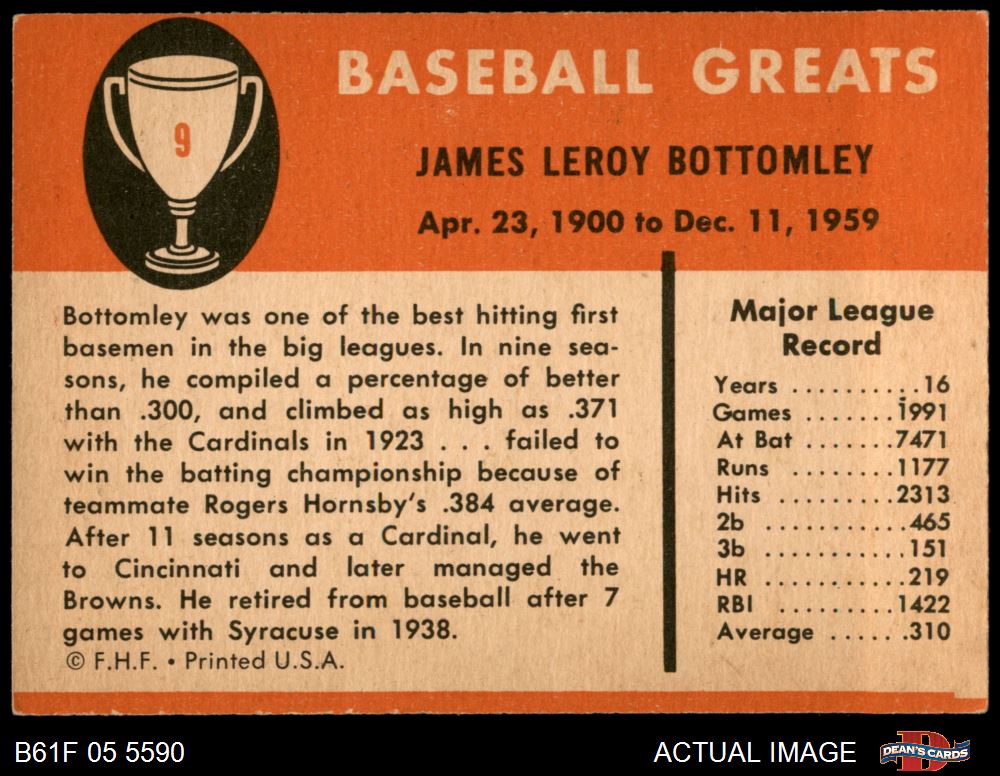 9
BASEBALL GREATS
JAMES LEROY BOTTOMLEY
Apr. 23, 1900 to Dec. 11, 1959
Bottomley was one of the best hitting first
basemen in the big leagues. In nine sea-
sons, he compiled a percentage of better
than .300, and climbed as high as .371
with the Cardinals in 1923 . . . failed to
win the batting championship because of
teammate Rogers Hornsby's .384 average.
After 11 seasons as a Cardinal, he went
to Cincinnati and later managed the
Browns. He retired from baseball after 7
games with Syracuse in 1938.
© F.H.F. • Printed U.S.A.
Major League
Record
Years ..........16
Games .......1991
At Bat .......7471
Runs ........1177
Hits .........2313
2b ...........465
3b ...........151
HR ...........219
RBI .........1422
Average ......310
B61F 05 5590
ACTUAL IMAGE
D
DEAN'S CARDS